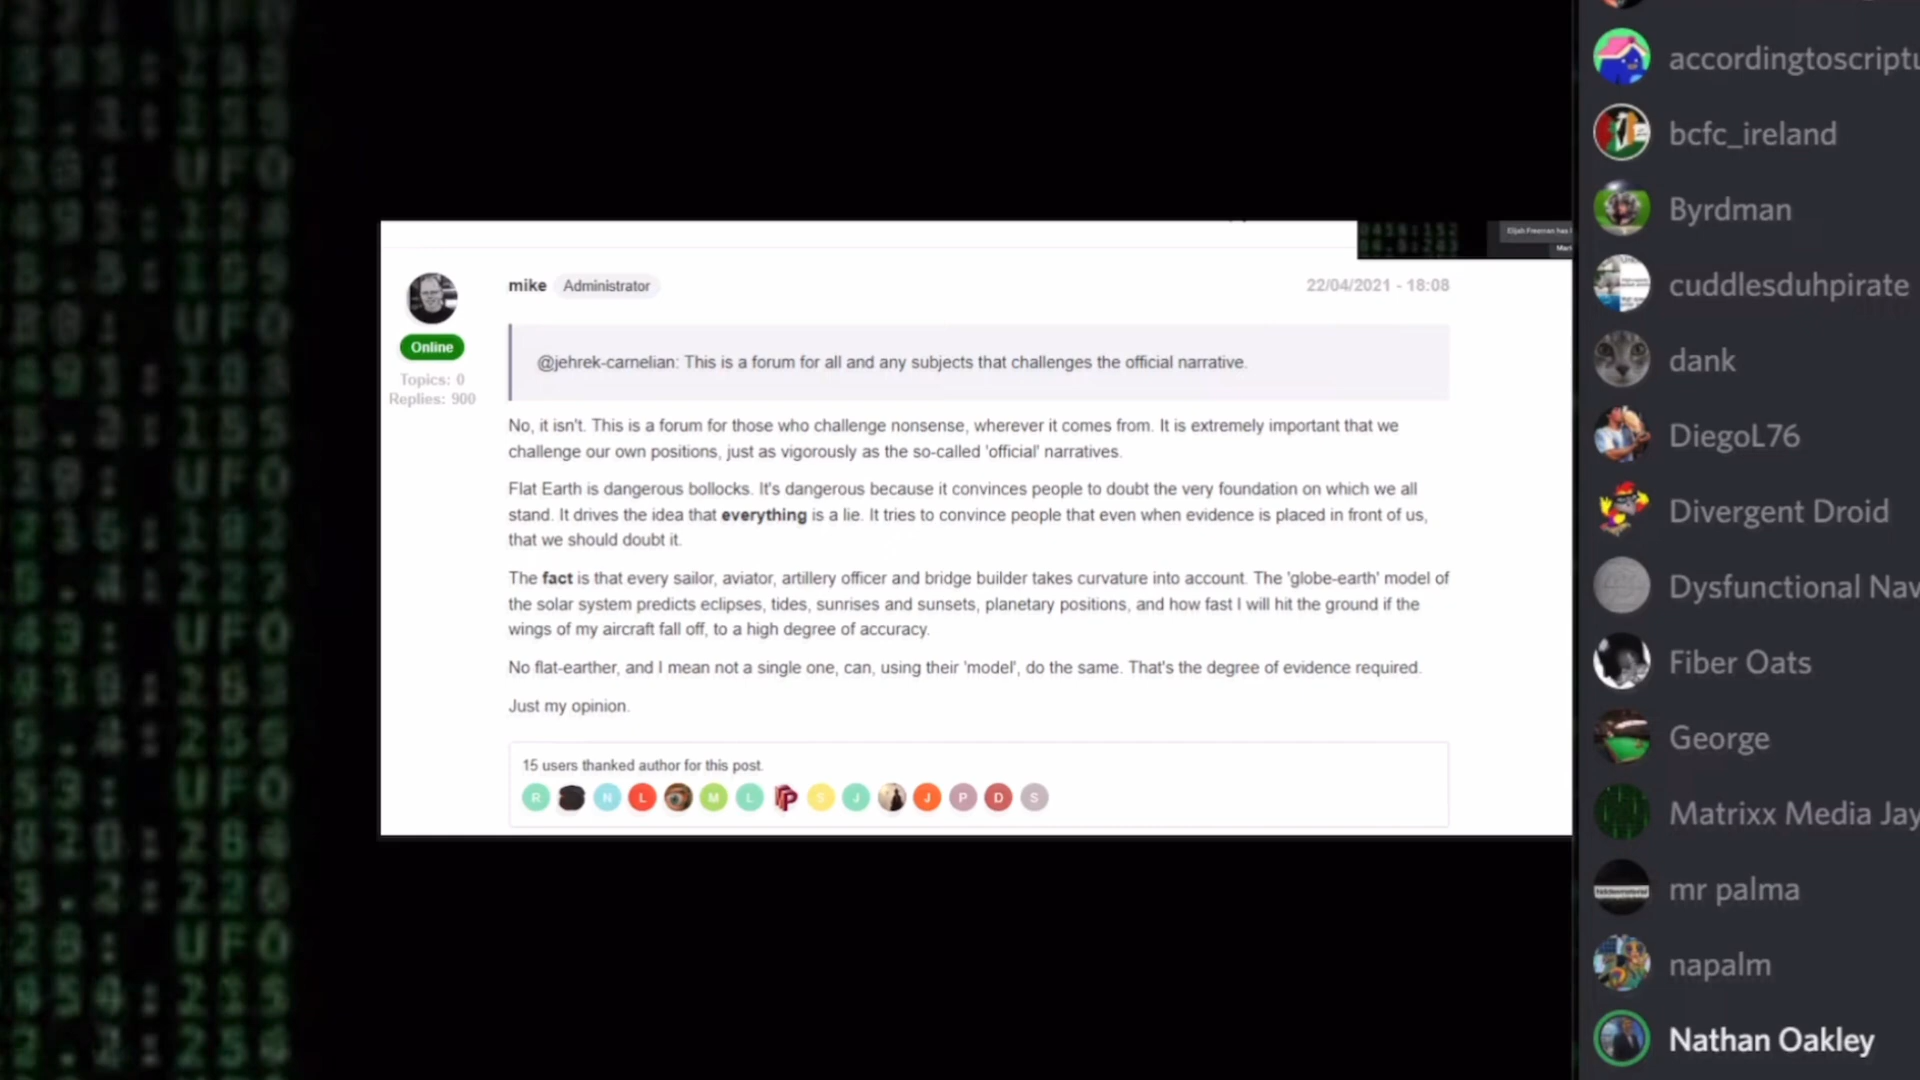 accordingtoscriptu
bcfc_ireland
Byrdman
cuddlesduhpirate
dank
DiegoL76
Divergent Droid
Dysfunctional Nav
Fiber Oats
George
Matrixx Media Jay
mr palma
napalm
Nathan Oakley
mike Administrator 22/04/2021 - 18:08
Online
Topics: 0
Replies: 900
@jehrek-carnelian: This is a forum for all and any subjects that challenges the official narrative.
No, it isn't. This is a forum for those who challenge nonsense, wherever it comes from. It is extremely important that we
challenge our own positions, just as vigorously as the so-called 'official' narratives.
Flat Earth is dangerous bollocks. It's dangerous because it convinces people to doubt the very foundation on which we all
stand. It drives the idea that everything is a lie. It tries to convince people that even when evidence is placed in front of us,
that we should doubt it.
The fact is that every sailor, aviator, artillery officer and bridge builder takes curvature into account. The 'globe-earth' model of
the solar system predicts eclipses, tides, sunrises and sunsets, planetary positions, and how fast I will hit the ground if the
wings of my aircraft fall off, to a high degree of accuracy.
No flat-earther, and I mean not a single one, can, using their 'model', do the same. That's the degree of evidence required.
Just my opinion.
15 users thanked author for this post.
R N L M L S J J P D S